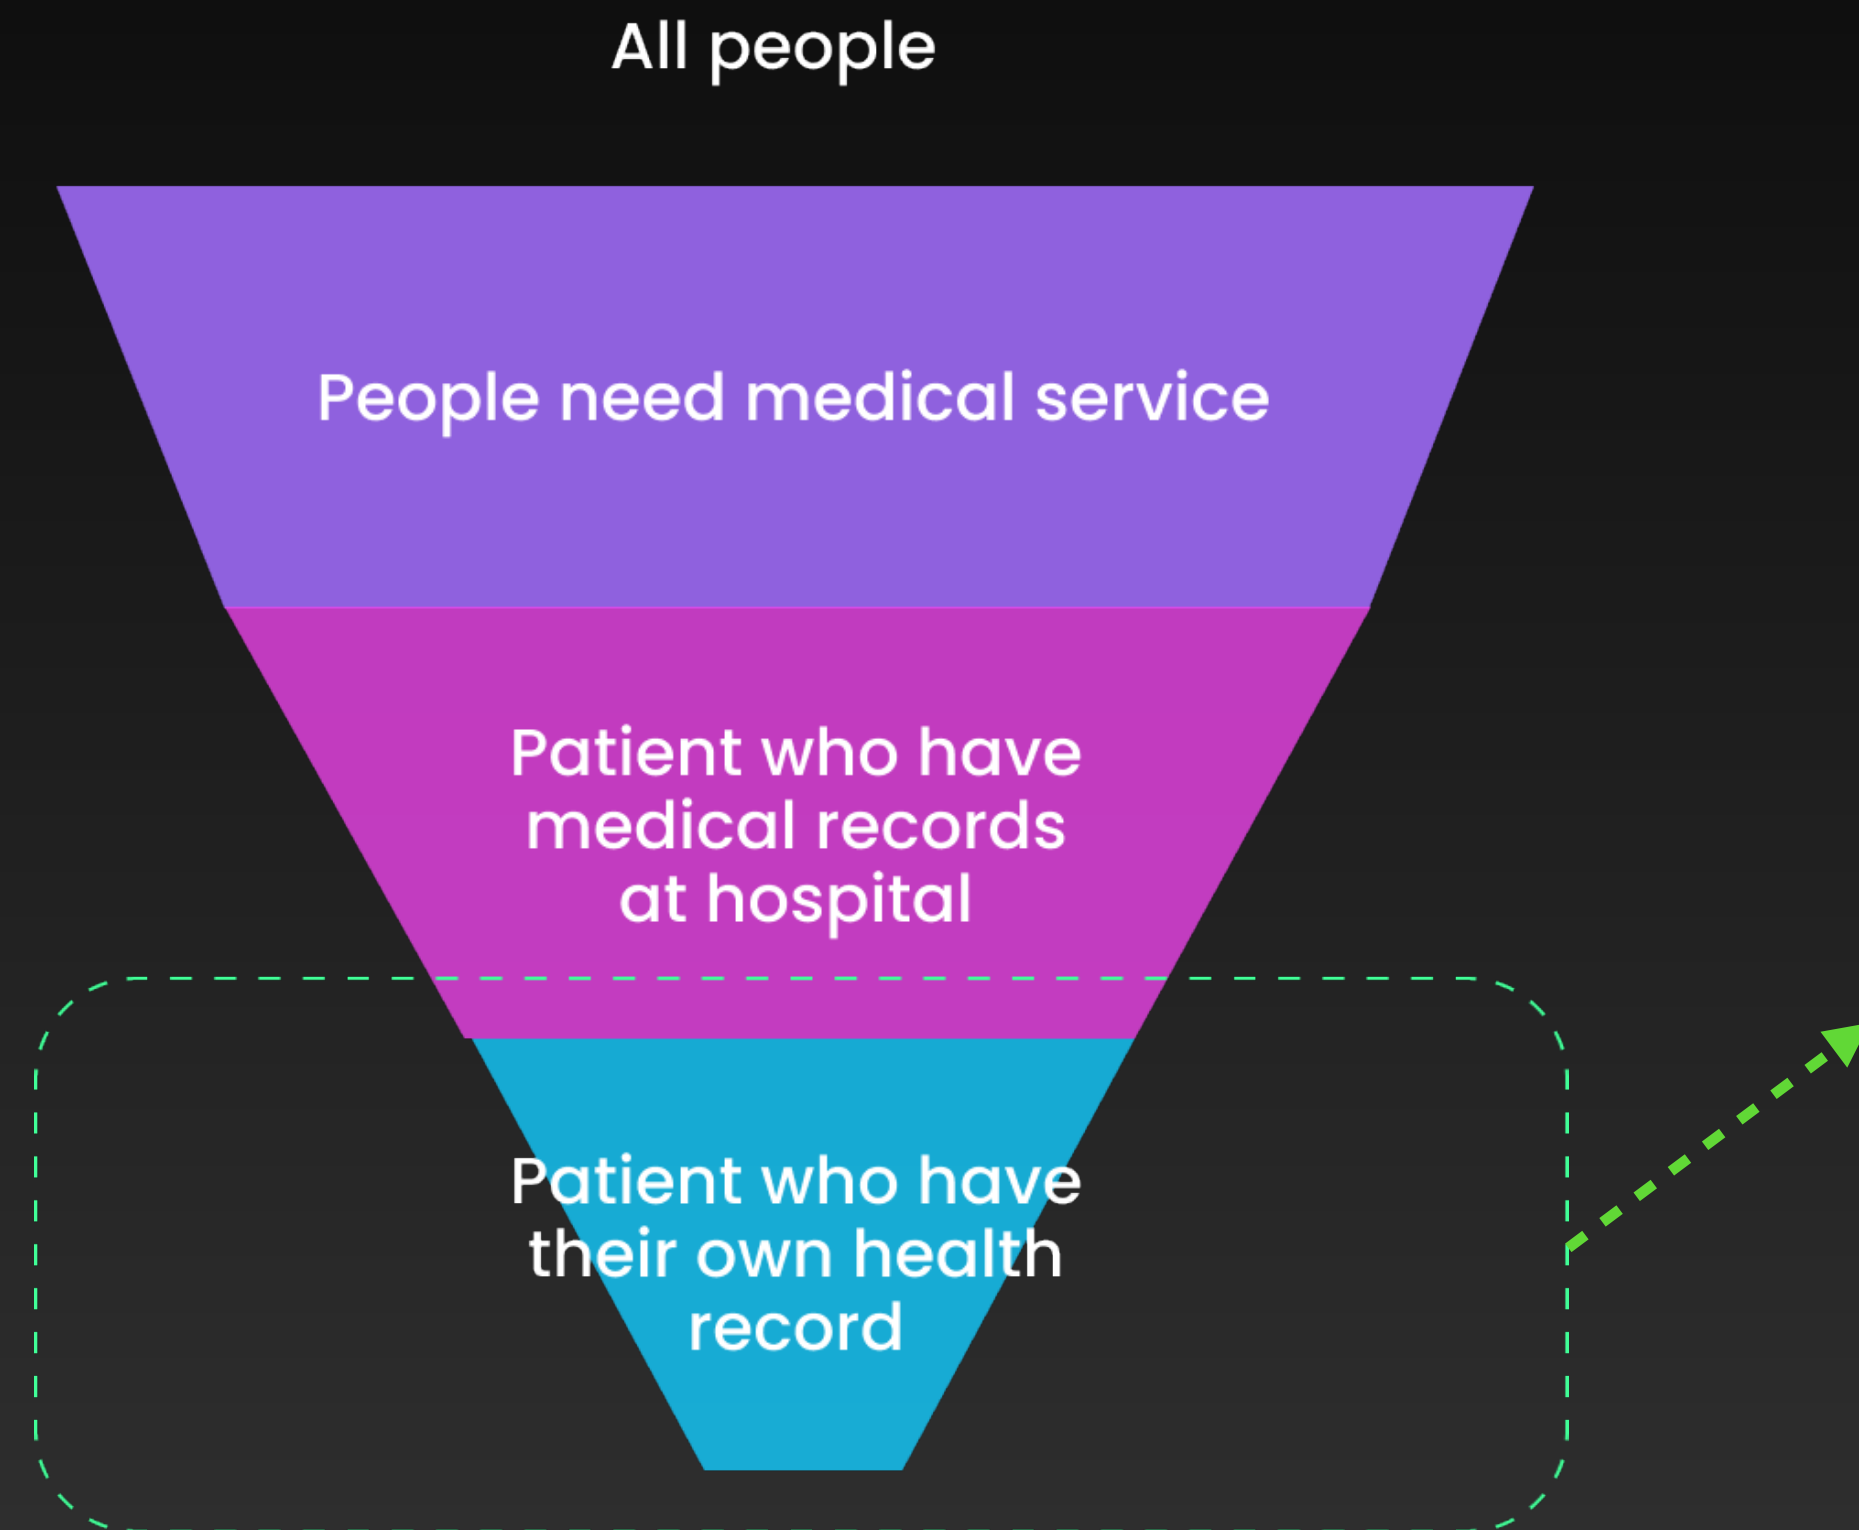 All people
People need medical service
Patient who have
medical records
at hospital
Patient who have
their own health
record